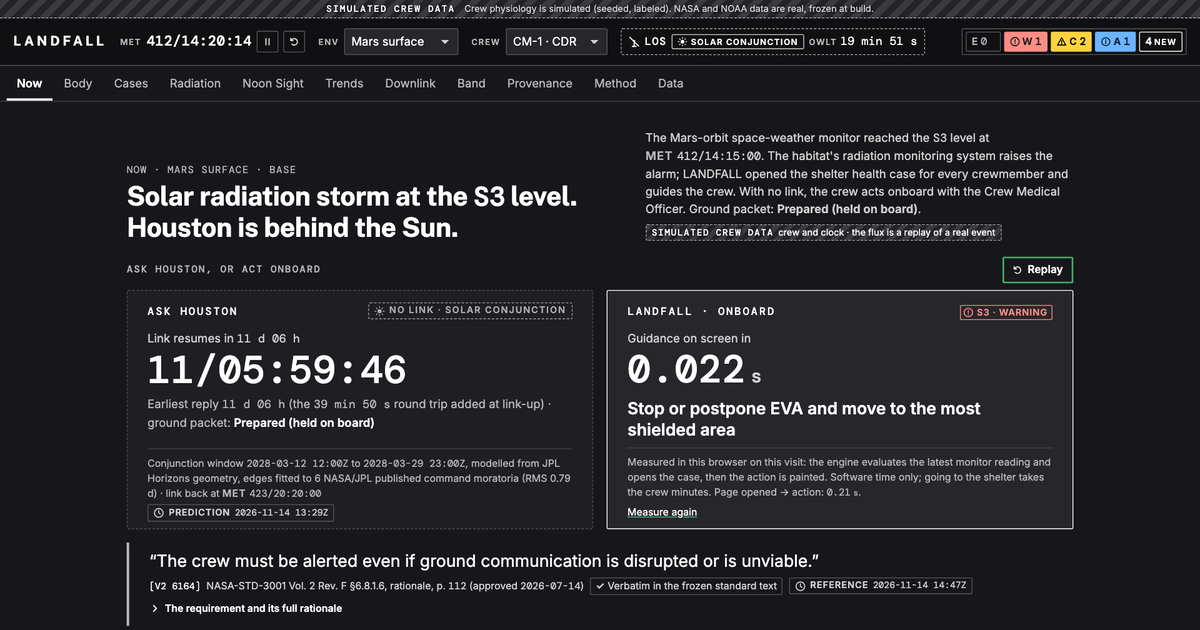 SIMULATED CREW DATA Crew physiology is simulated (seeded, labeled). NASA and NOAA data are real, frozen at build.
LANDFALL MET 412/14:20:14 ENV Mars surface CREW CM-1 · CDR LOS SOLAR CONJUNCTION OWLT 19 min 51 s E 0 W 1 C 2 A 1 4 NEW
Now Body Cases Radiation Noon Sight Trends Downlink Band Provenance Method Data
NOW · MARS SURFACE · BASE
Solar radiation storm at the S3 level.
Houston is behind the Sun.
The Mars-orbit space-weather monitor reached the S3 level at
MET 412/14:15:00. The habitat's radiation monitoring system raises the
alarm; LANDFALL opened the shelter health case for every crewmember and
guides the crew. With no link, the crew acts onboard with the Crew Medical
Officer. Ground packet: Prepared (held on board).
SIMULATED CREW DATA crew and clock · the flux is a replay of a real event
ASK HOUSTON, OR ACT ONBOARD
Replay
ASK HOUSTON
NO LINK · SOLAR CONJUNCTION
Link resumes in 11 d 06 h
11/05:59:46
Earliest reply 11 d 06 h (the 39 min 50 s round trip added at link-up) ·
ground packet: Prepared (held on board)
Conjunction window 2028-03-12 12:00Z to 2028-03-29 23:00Z, modelled from JPL
Horizons geometry, edges fitted to 6 NASA/JPL published command moratoria (RMS 0.79
d) · link back at MET 423/20:20:00
PREDICTION 2026-11-14 13:29Z
LANDFALL · ONBOARD
S3 · WARNING
Guidance on screen in
0.022 s
Stop or postpone EVA and move to the most
shielded area
Measured in this browser on this visit: the engine evaluates the latest monitor reading and
opens the case, then the action is painted. Software time only; going to the shelter takes
the crew minutes. Page opened → action: 0.21 s.
Measure again
“The crew must be alerted even if ground communication is disrupted or is unviable.”
[V2 6164] NASA-STD-3001 Vol. 2 Rev. F §6.8.1.6, rationale, p. 112 (approved 2026-07-14) Verbatim in the frozen standard text REFERENCE 2026-11-14 14:47Z
The requirement and its full rationale